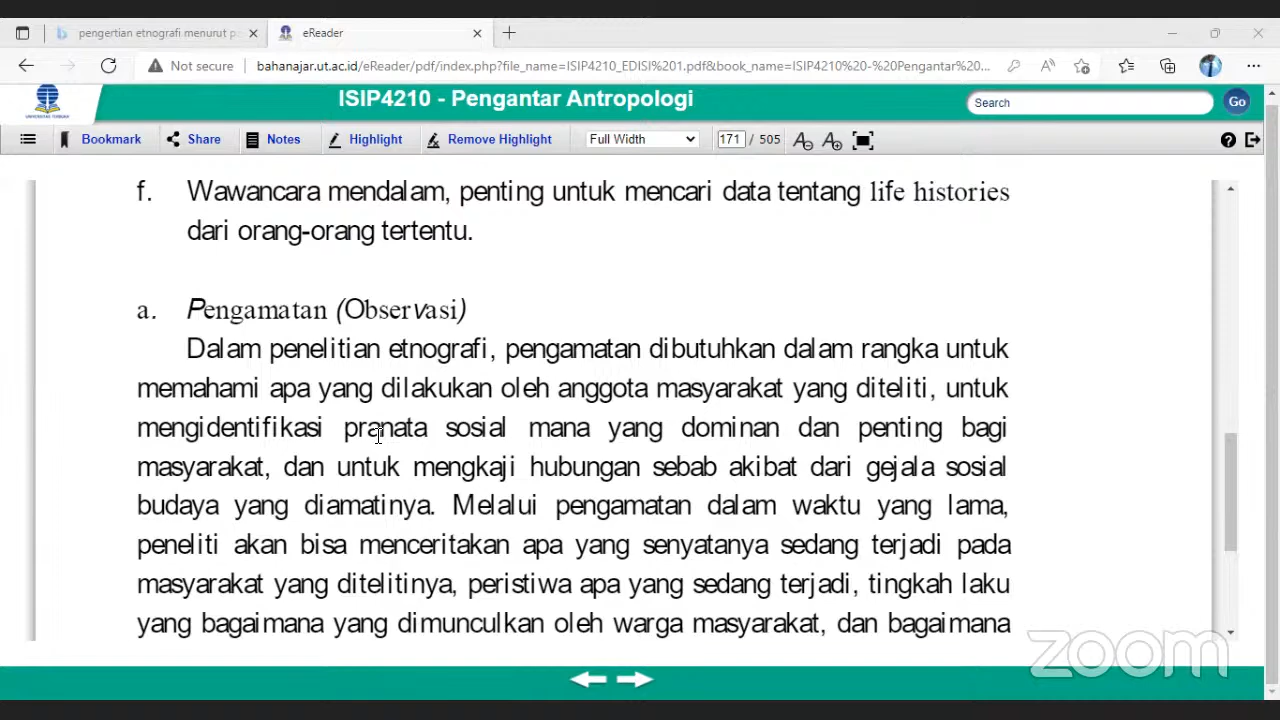 pengertian etnografi menurut p
eReader
Not secure
bahanajar.ut.ac.id/eReader/pdf/index.php?file_name=ISIP4210_EDISI%201.pdf&book_name=ISIP4210%20-%20Pengantar%20...
ISIP4210 - Pengantar Antropologi
Search
Go
UNIVERSITAS TERBUKA
Bookmark
Share
Notes
Highlight
Remove Highlight
Full Width
171 / 505
f. Wawancara mendalam, penting untuk mencari data tentang life histories
dari orang-orang tertentu.
a. Pengamatan (Observasi)
Dalam penelitian etnografi, pengamatan dibutuhkan dalam rangka untuk
memahami apa yang dilakukan oleh anggota masyarakat yang diteliti, untuk
mengidentifikasi pranata sosial mana yang dominan dan penting bagi
masyarakat, dan untuk mengkaji hubungan sebab akibat dari gejala sosial
budaya yang diamatinya. Melalui pengamatan dalam waktu yang lama,
peneliti akan bisa menceritakan apa yang senyatanya sedang terjadi pada
masyarakat yang ditelitinya, peristiwa apa yang sedang terjadi, tingkah laku
yang bagaimana yang dimunculkan oleh warga masyarakat, dan bagaimana
zoom